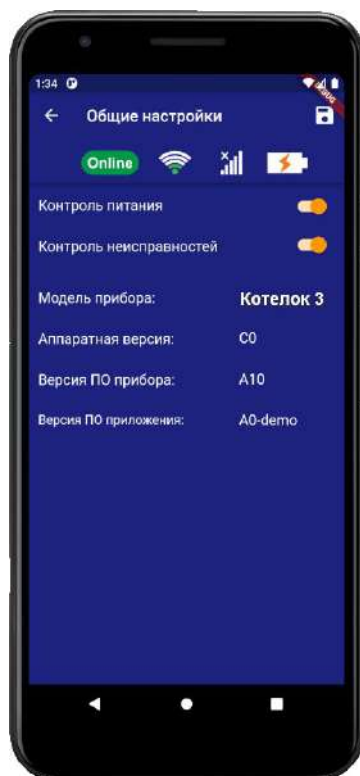 1:34
DEBUG
Общие настройки
Online
Контроль питания
Контроль неисправностей
Модель прибора: Котелок 3
Аппаратная версия: C0
Версия ПО прибора: A10
Версия ПО приложения: A0-demo